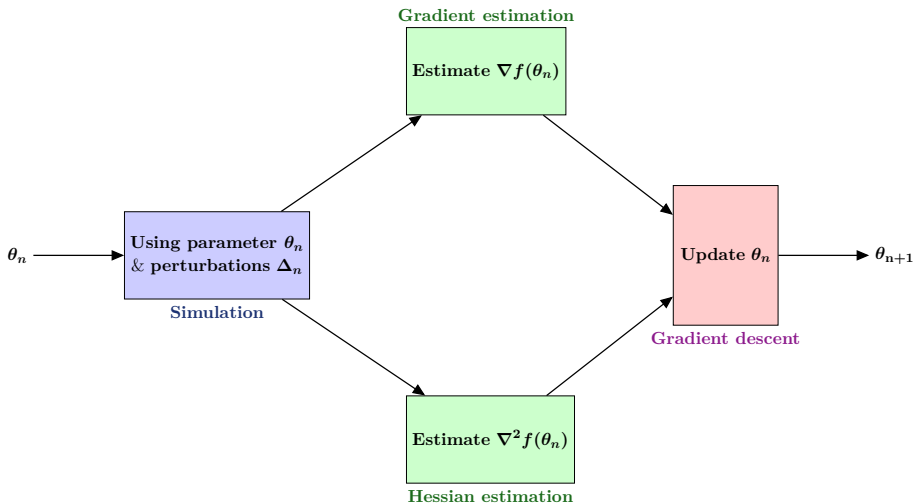 Gradient estimation
Estimate ∇f(θₙ)
θₙ
Using parameter θₙ
& perturbations Δₙ
Simulation
Update θₙ
Gradient descent
θₙ₊₁
Estimate ∇²f(θₙ)
Hessian estimation